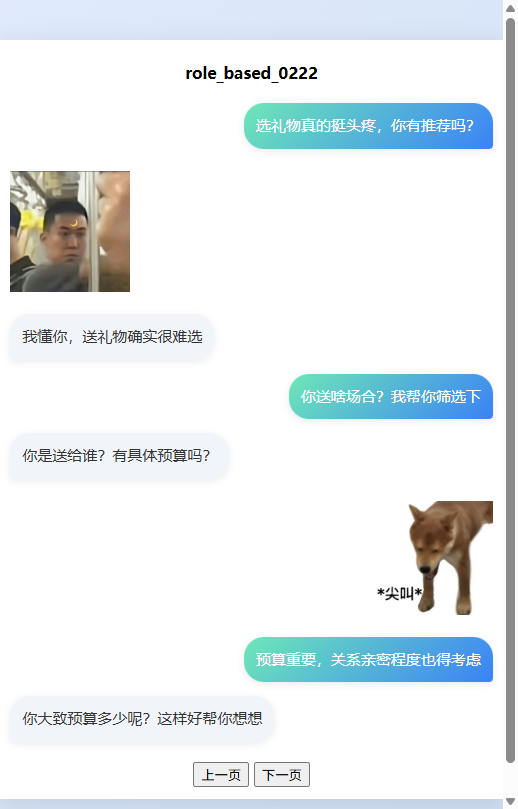 role_based_0222
选礼物真的挺头疼，你有推荐吗？
我懂你，送礼物确实很难选
你送啥场合？我帮你筛选下
你是送给谁？有具体预算吗？
*尖叫*
预算重要，关系亲密程度也得考虑
你大致预算多少呢？这样好帮你想想
上一页 下一页